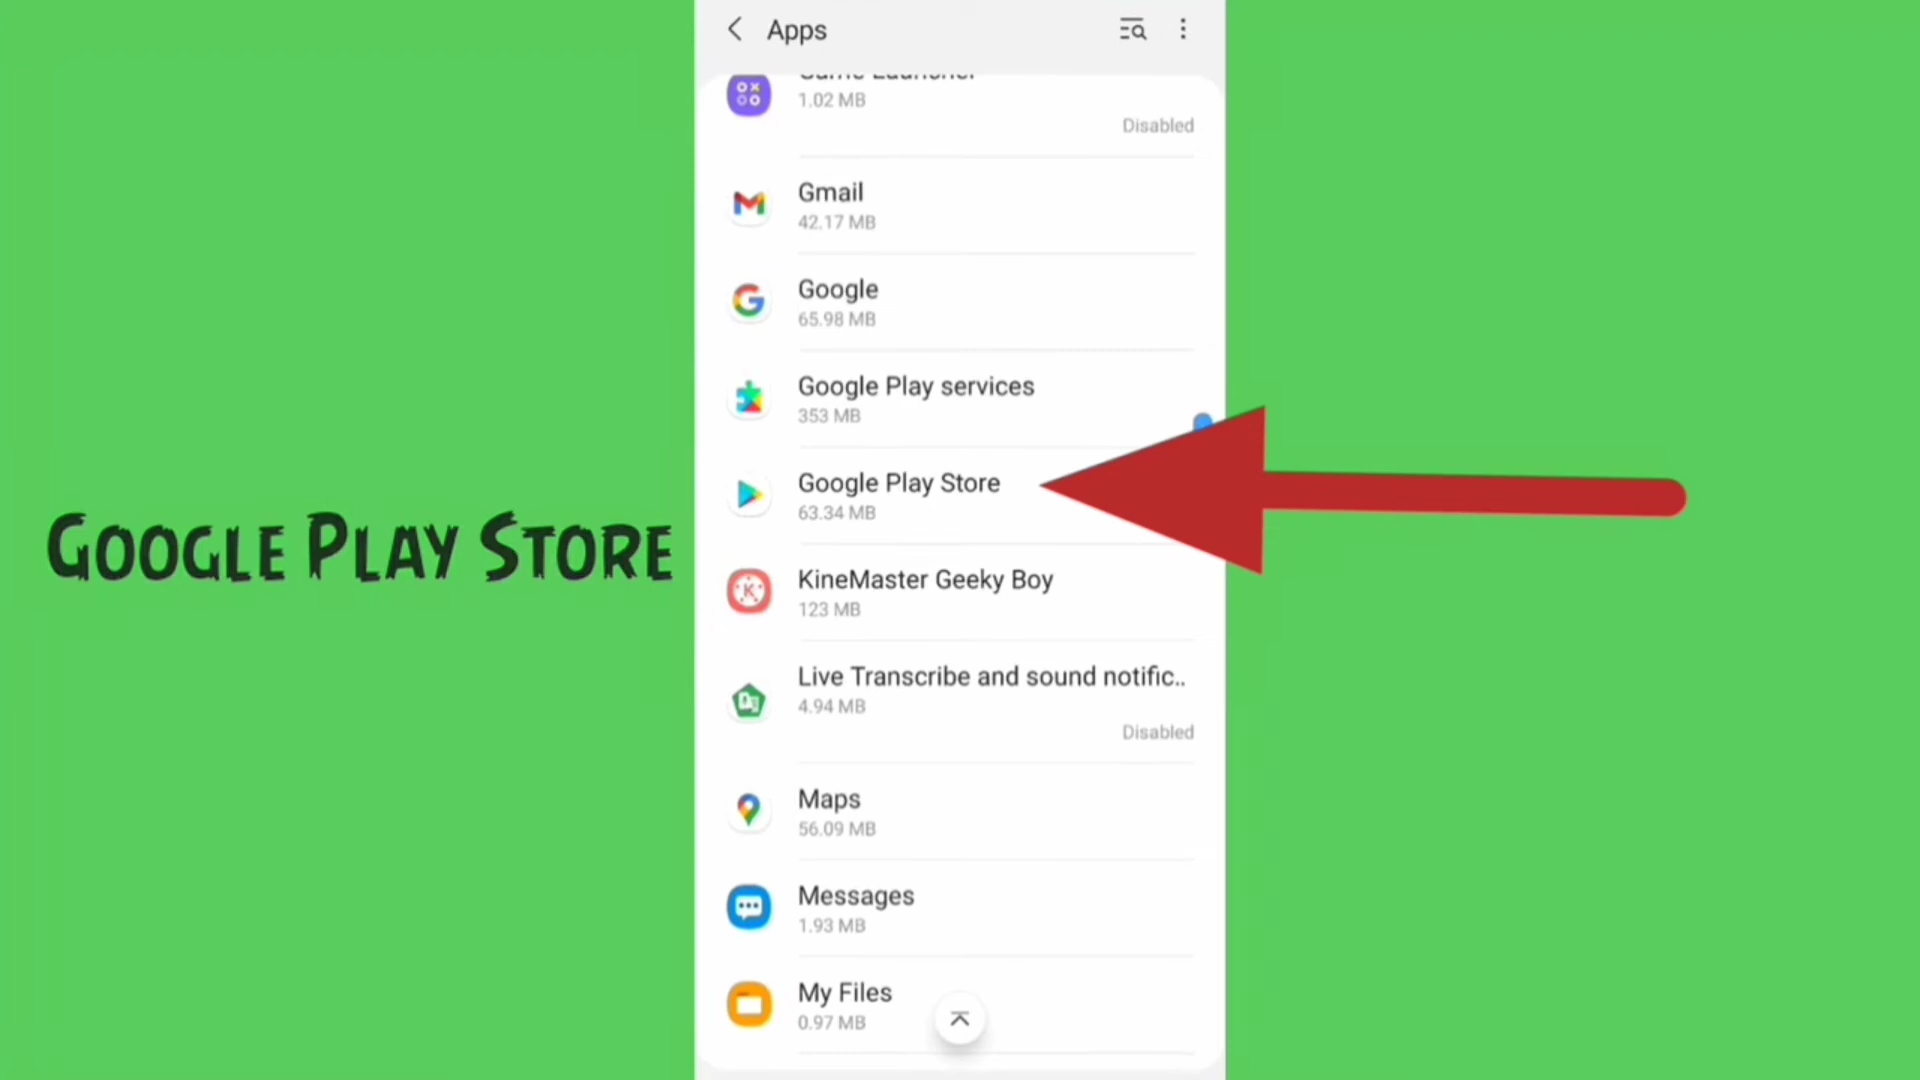 Apps
Game Launcher
1.02 MB
Disabled
Gmail
42.17 MB
Google
65.98 MB
Google Play services
353 MB
Google Play Store
63.34 MB
Google Play Store
KineMaster Geeky Boy
123 MB
Live Transcribe and sound notific..
4.94 MB
Disabled
Maps
56.09 MB
Messages
1.93 MB
My Files
0.97 MB